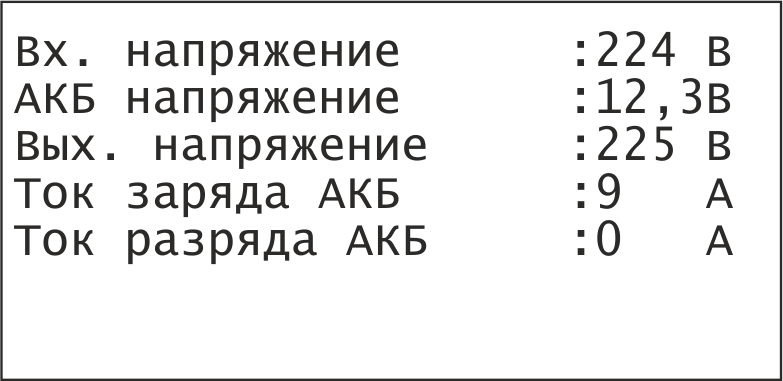 Вх. напряжение :224 В
АКБ напряжение :12,3В
Вых. напряжение :225 В
Ток заряда АКБ :9 А
Ток разряда АКБ :0 А